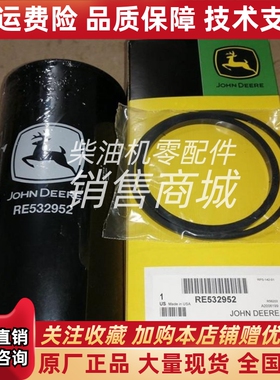 运费险 品质保障 技术支
JOHN DEERE
柴油机零配件
销售商城
JOHN DEERE
RE532952
1
US Made in USA
RE532952
JOHN DEERE
直销
咨询
关注收藏 加购本店铺赠优
原厂正品 大量现货 全国